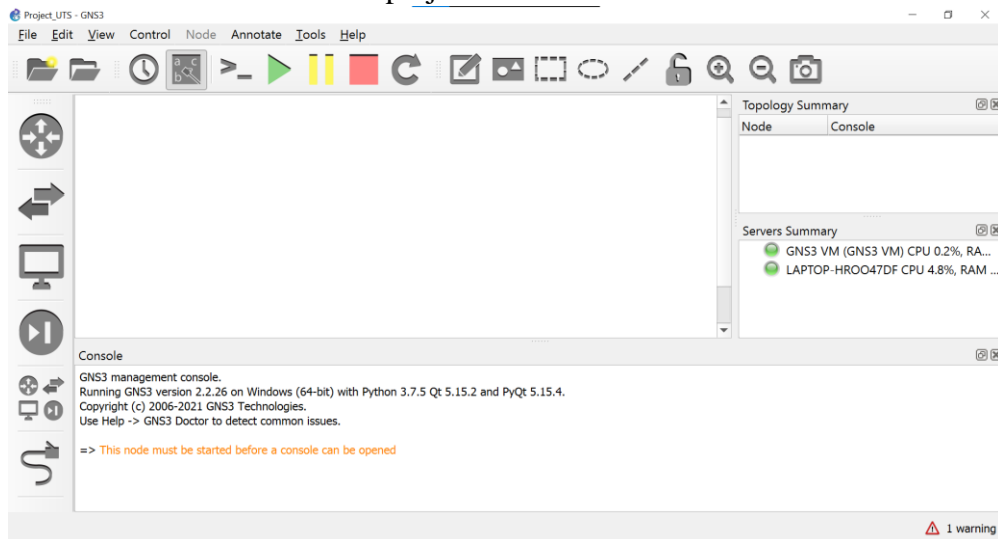 Project_UTS - GNS3
File Edit View Control Node Annotate Tools Help
Topology Summary
Node Console
Servers Summary
GNS3 VM (GNS3 VM) CPU 0.2%, RA...
LAPTOP-HROO47DF CPU 4.8%, RAM ...
Console
GNS3 management console.
Running GNS3 version 2.2.26 on Windows (64-bit) with Python 3.7.5 Qt 5.15.2 and PyQt 5.15.4.
Copyright (c) 2006-2021 GNS3 Technologies.
Use Help -> GNS3 Doctor to detect common issues.
=> This node must be started before a console can be opened
1 warning